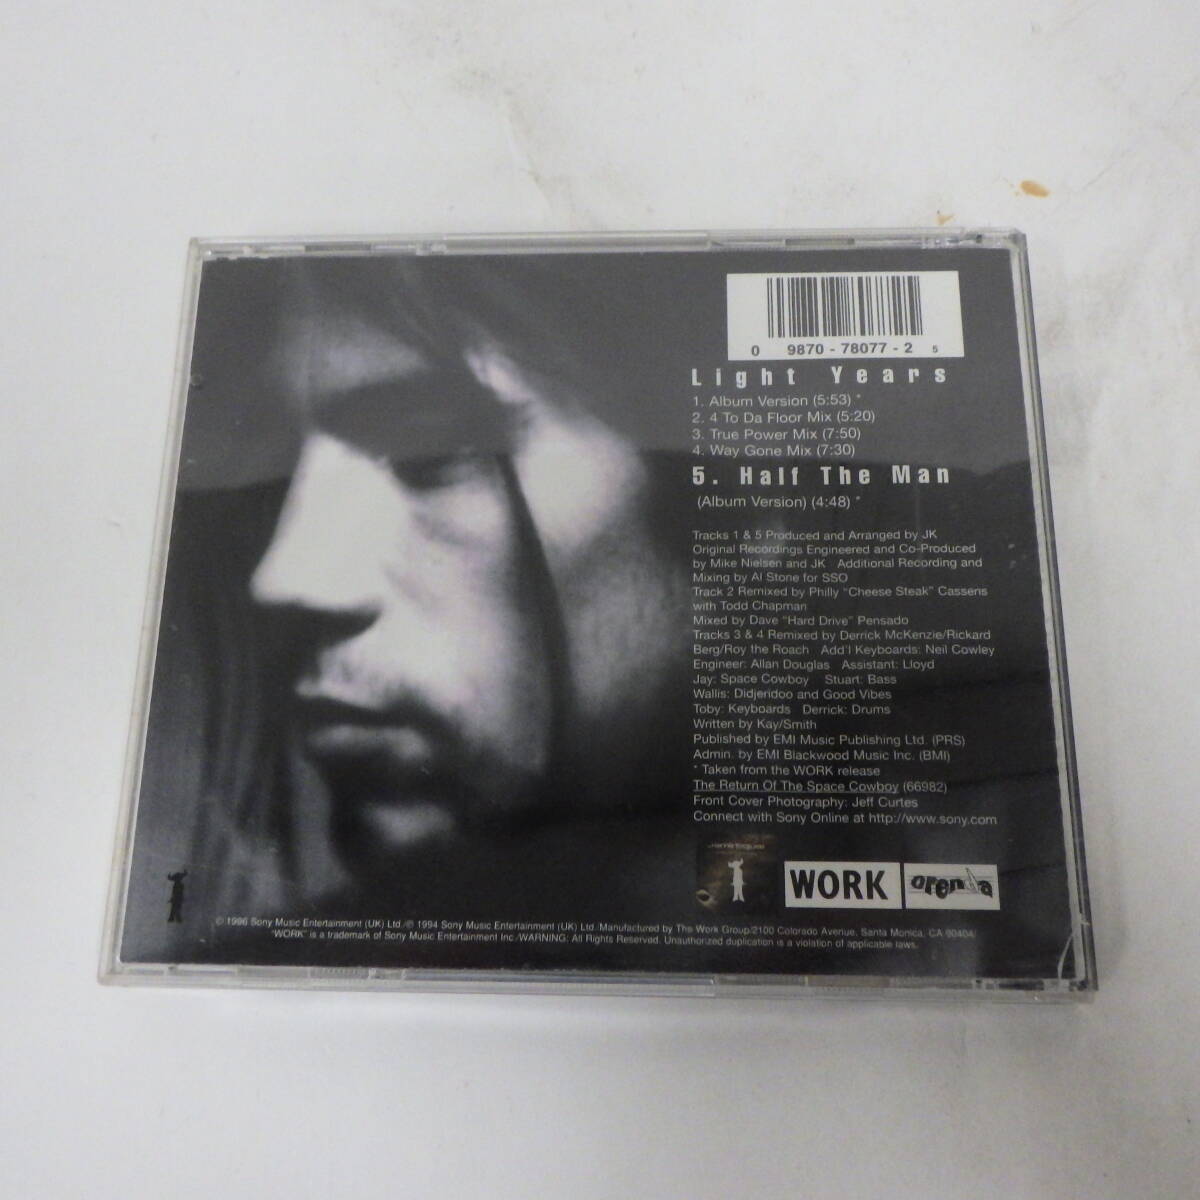 0 9870 - 78077 - 2 5
Light Years
1. Album Version (5:53) *
2. 4 To Da Floor Mix (5:20)
3. True Power Mix (7:50)
4. Way Gone Mix (7:30)
5. Half The Man
(Album Version) (4:48) *
Tracks 1 & 5 Produced and Arranged by JK
Original Recordings Engineered and Co-Produced
by Mike Nielsen and JK Additional Recording and
Mixing by Al Stone for SSO
Track 2 Remixed by Philly "Cheese Steak" Cassens
with Todd Chapman
Mixed by Dave "Hard Drive" Pensado
Tracks 3 & 4 Remixed by Derrick McKenzie/Rickard
Berg/Roy the Roach Add'l Keyboards: Neil Cowley
Engineer: Allan Douglas Assistant: Lloyd
Jay: Space Cowboy Stuart: Bass
Wallis: Didjeridoo and Good Vibes
Toby: Keyboards Derrick: Drums
Written by Kay/Smith
Published by EMI Music Publishing Ltd. (PRS)
Admin. by EMI Blackwood Music Inc. (BMI)
* Taken from the WORK release
The Return Of The Space Cowboy (66982)
Front Cover Photography: Jeff Curtes
Connect with Sony Online at http://www.sony.com
Jamiroquai
WORK
orenda
© 1996 Sony Music Entertainment (UK) Ltd./℗ 1994 Sony Music Entertainment (UK) Ltd./Manufactured by The Work Group/2100 Colorado Avenue, Santa Monica, CA 90404/
"WORK" is a trademark of Sony Music Entertainment Inc./WARNING: All Rights Reserved. Unauthorized duplication is a violation of applicable laws.